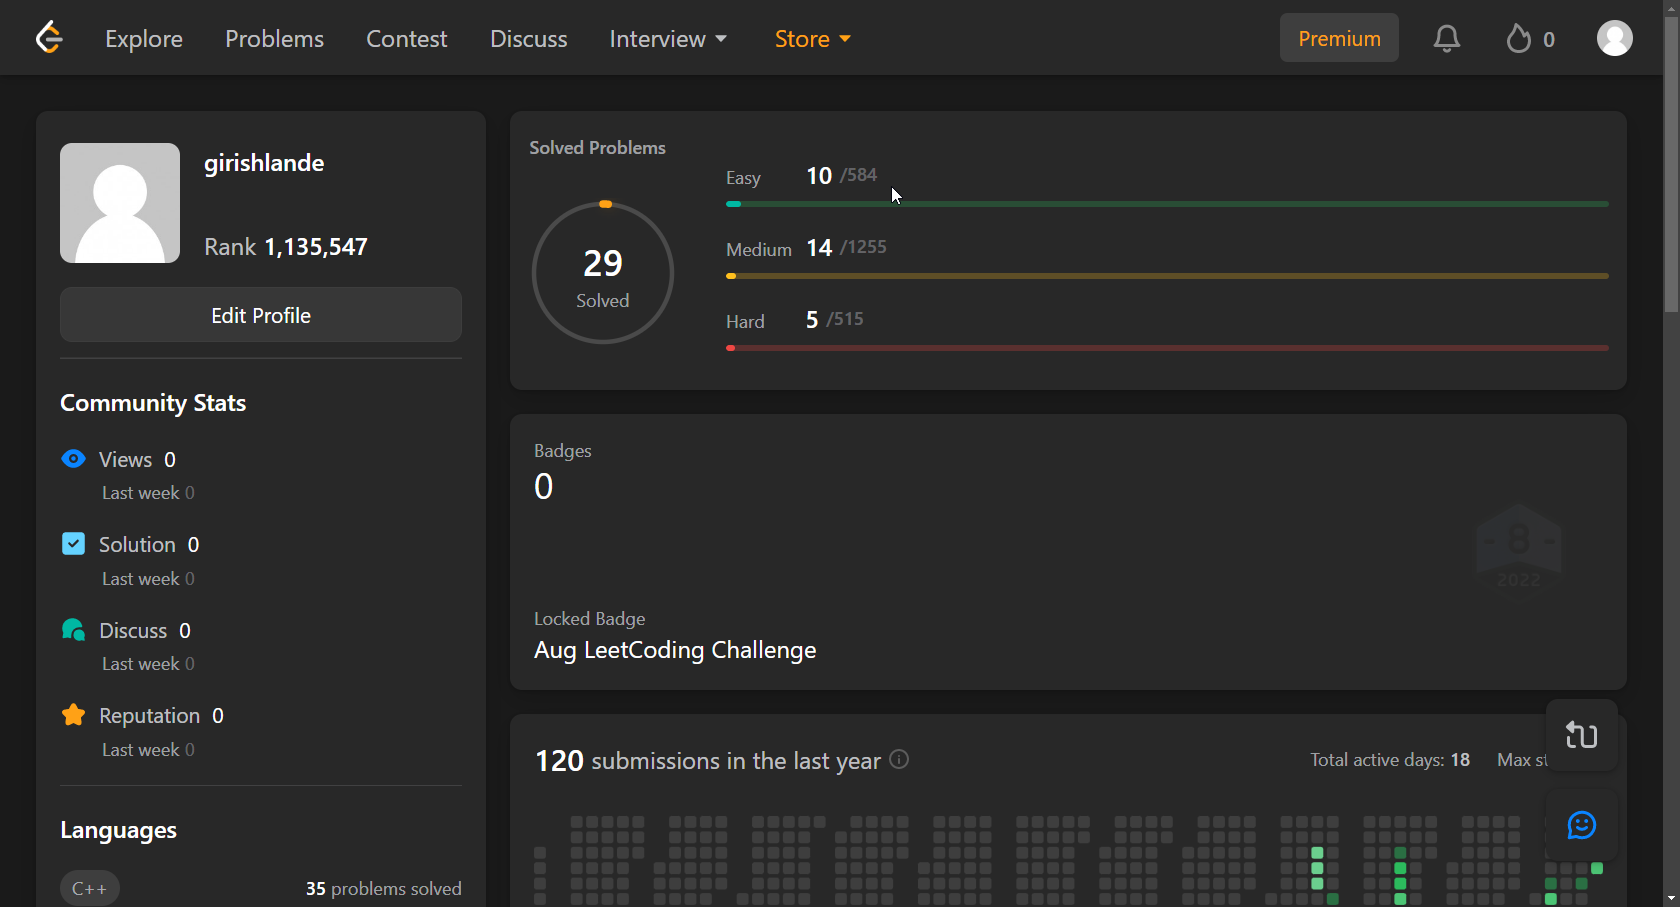 Explore Problems Contest Discuss Interview Store Premium 0
girishlande
Rank 1,135,547
Edit Profile
Community Stats
Views 0
Last week 0
Solution 0
Last week 0
Discuss 0
Last week 0
Reputation 0
Last week 0
Languages
C++ 35 problems solved
Solved Problems
29
Solved
Easy 10 /584
Medium 14 /1255
Hard 5 /515
Badges
0
8
2022
Locked Badge
Aug LeetCoding Challenge
120 submissions in the last year
Total active days: 18 Max